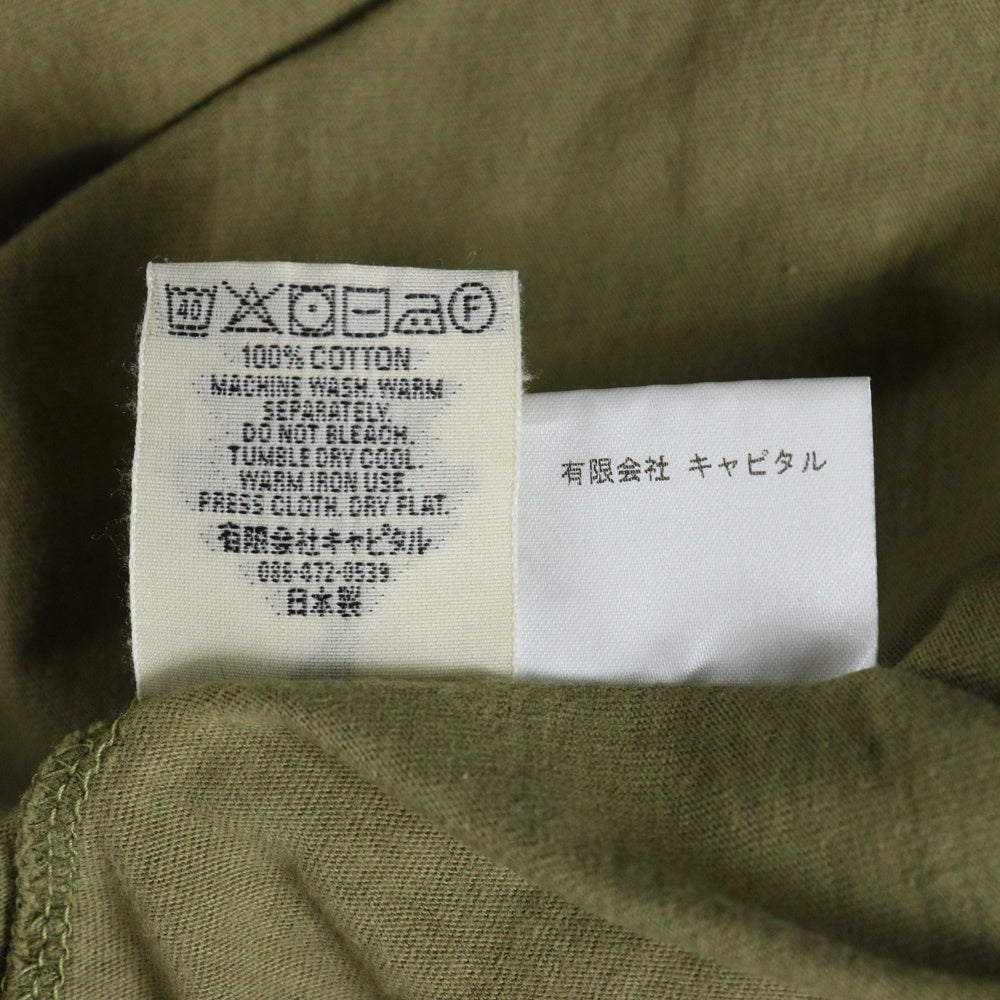 40 F
100% COTTON
MACHINE WASH. WARM
SEPARATELY.
DO NOT BLEACH.
TUMBLE DRY COOL.
WARM IRON USE.
PRESS CLOTH. DRY FLAT.
有限会社キャピタル
086-472-0539
日本製
有限会社 キャピタル